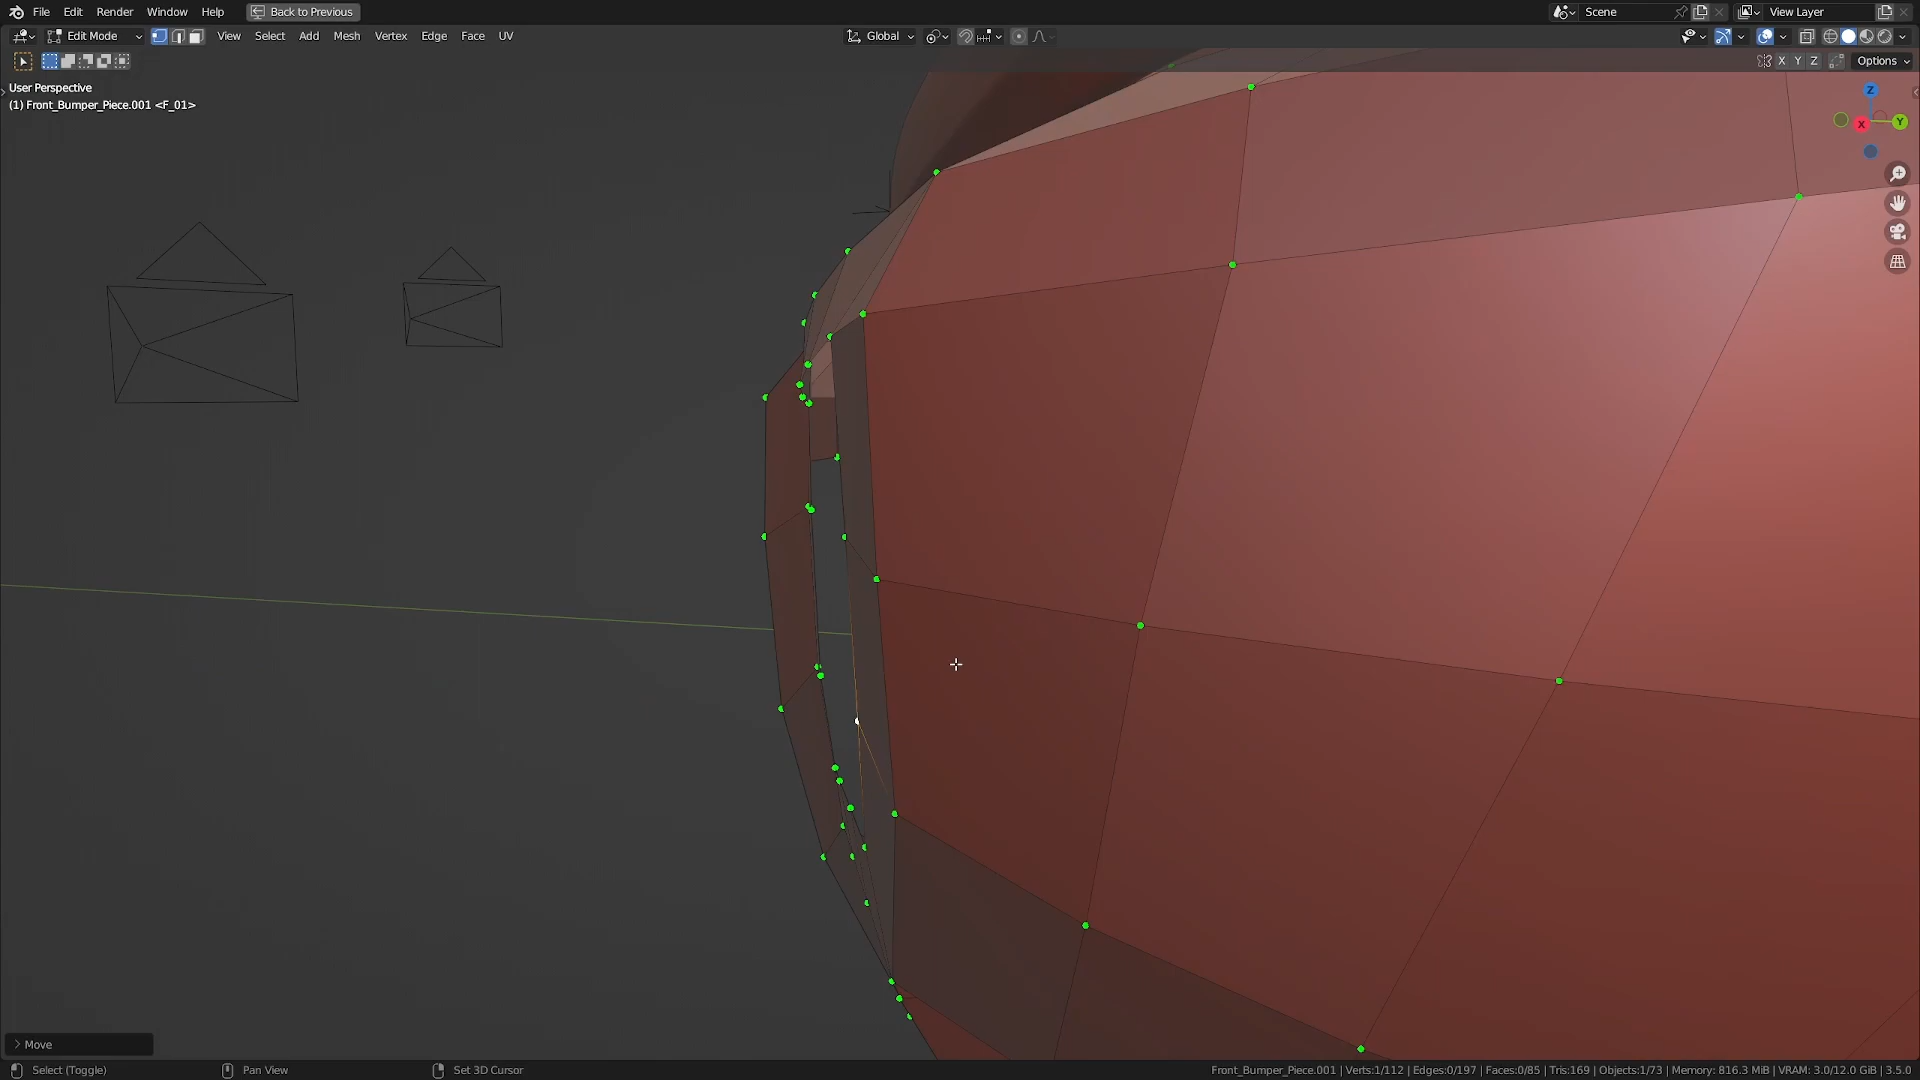 File Edit Render Window Help Back to Previous Scene View Layer
Edit Mode View Select Add Mesh Vertex Edge Face UV Global
X Y Z Options
User Perspective
(1) Front_Bumper_Piece.001 <F_01>
Z
X Y
> Move
Select (Toggle) Pan View Set 3D Cursor Front_Bumper_Piece.001 | Verts:1/112 | Edges:0/197 | Faces:0/85 | Tris:169 | Objects:1/73 | Memory: 816.3 MiB | VRAM: 3.0/12.0 GiB | 3.5.0